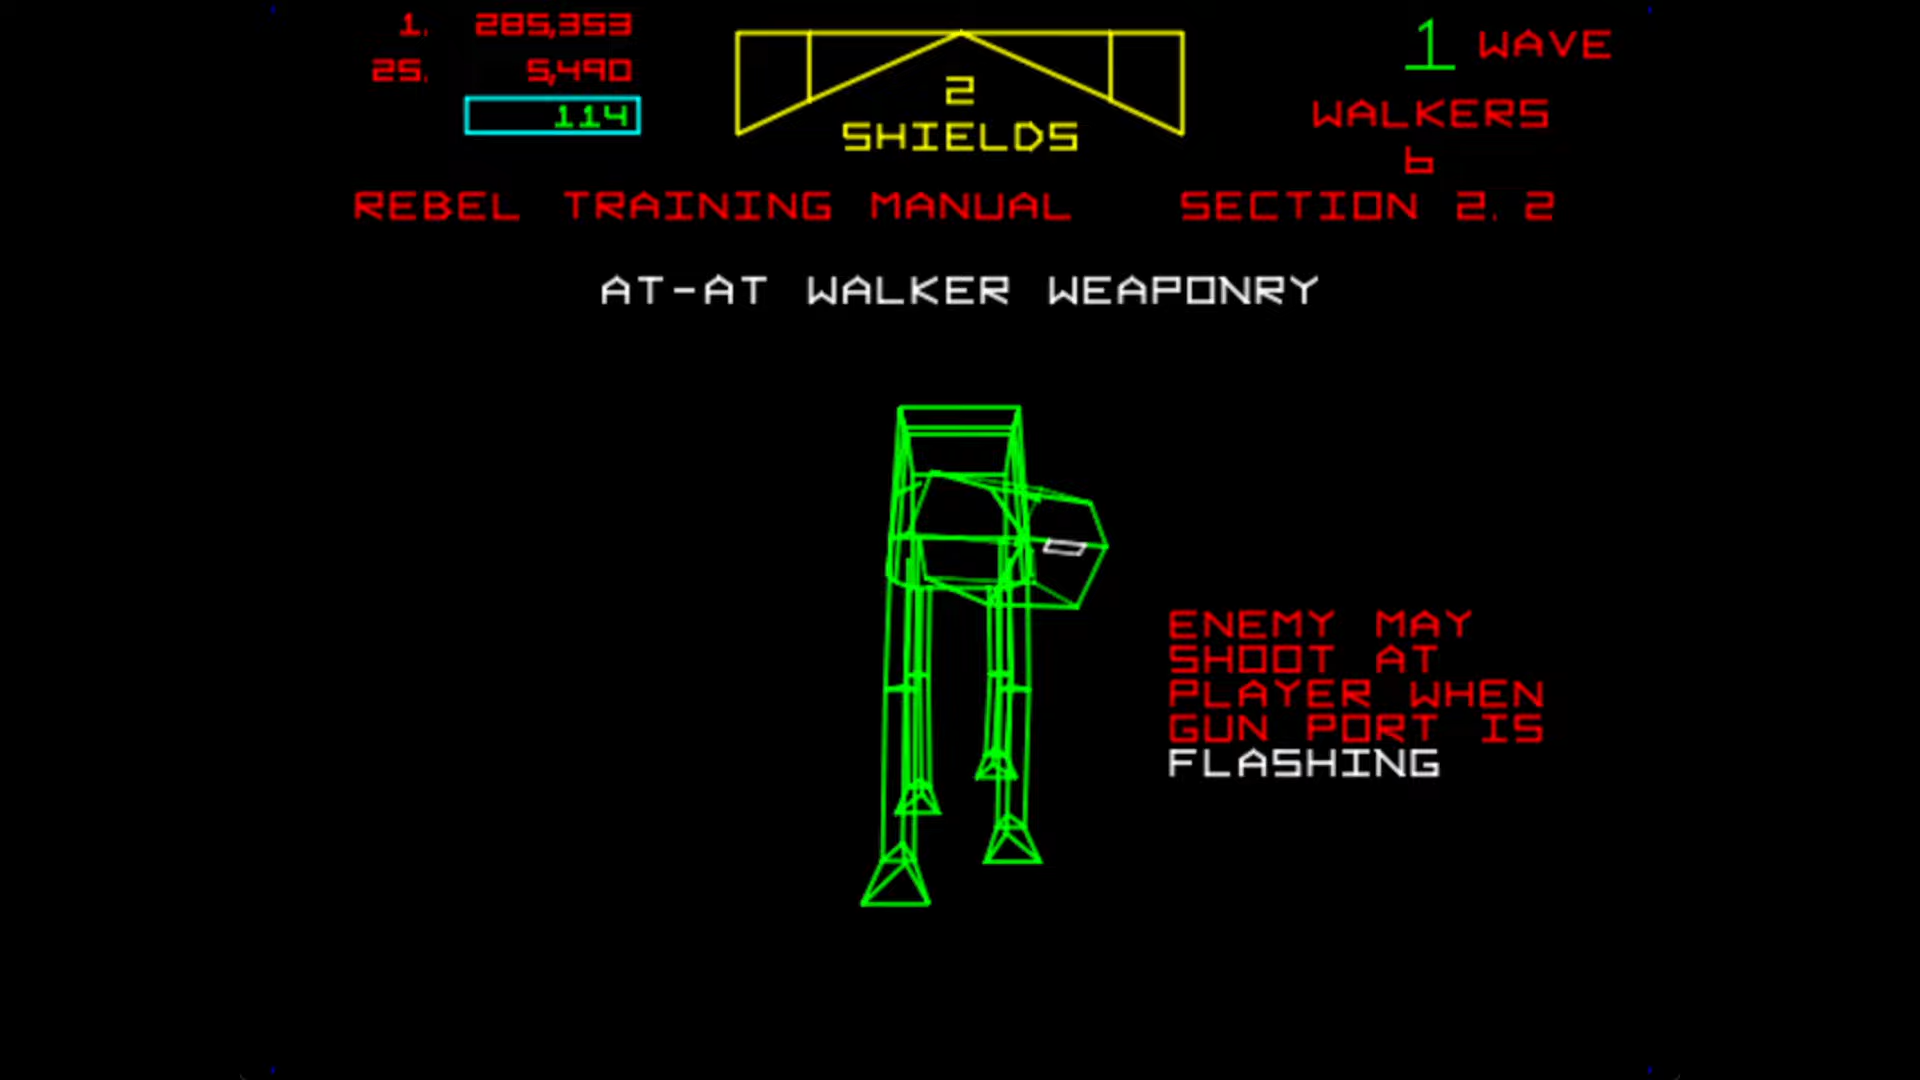 1. 285,353
25. 5,490
114
2
SHIELDS
1 WAVE
WALKERS
6
REBEL TRAINING MANUAL SECTION 2.2
AT-AT WALKER WEAPONRY
ENEMY MAY
SHOOT AT
PLAYER WHEN
GUN PORT IS
FLASHING